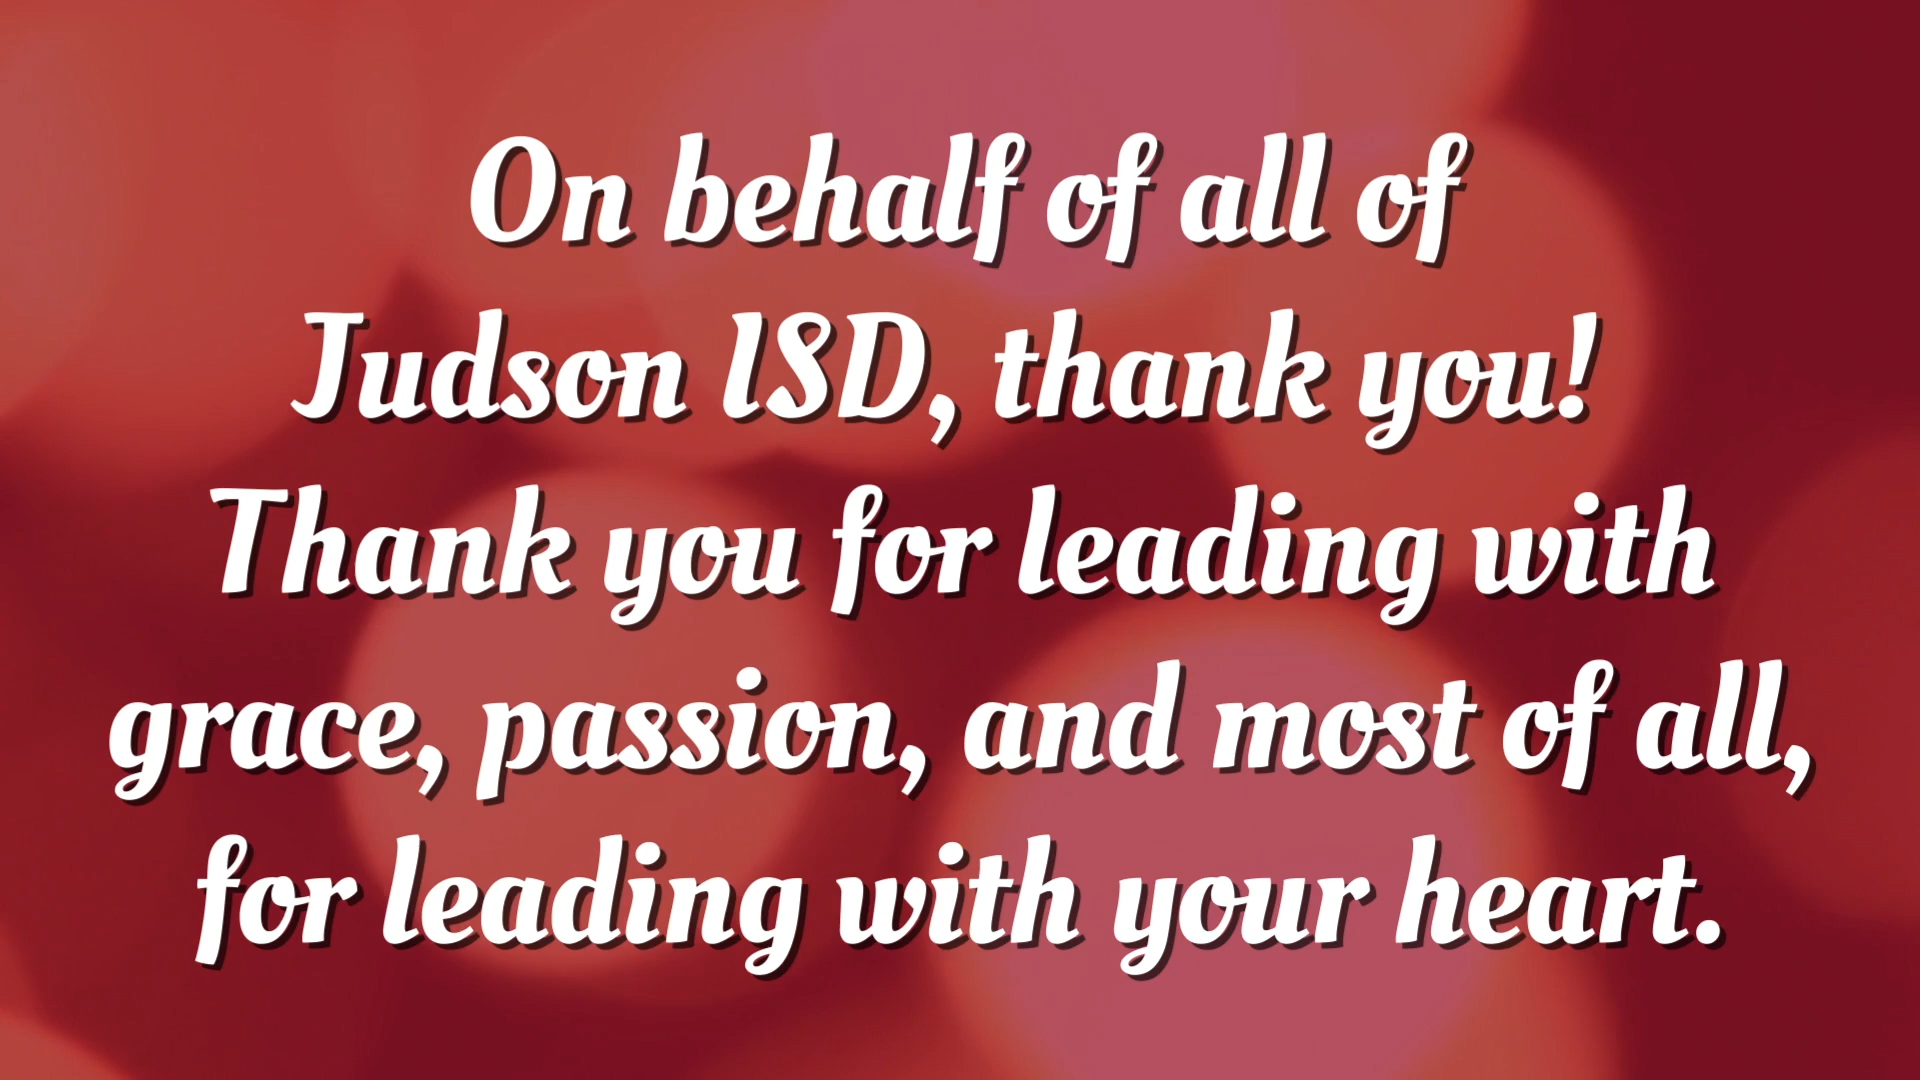 On behalf of all of
Judson ISD, thank you!
Thank you for leading with
grace, passion, and most of all,
for leading with your heart.